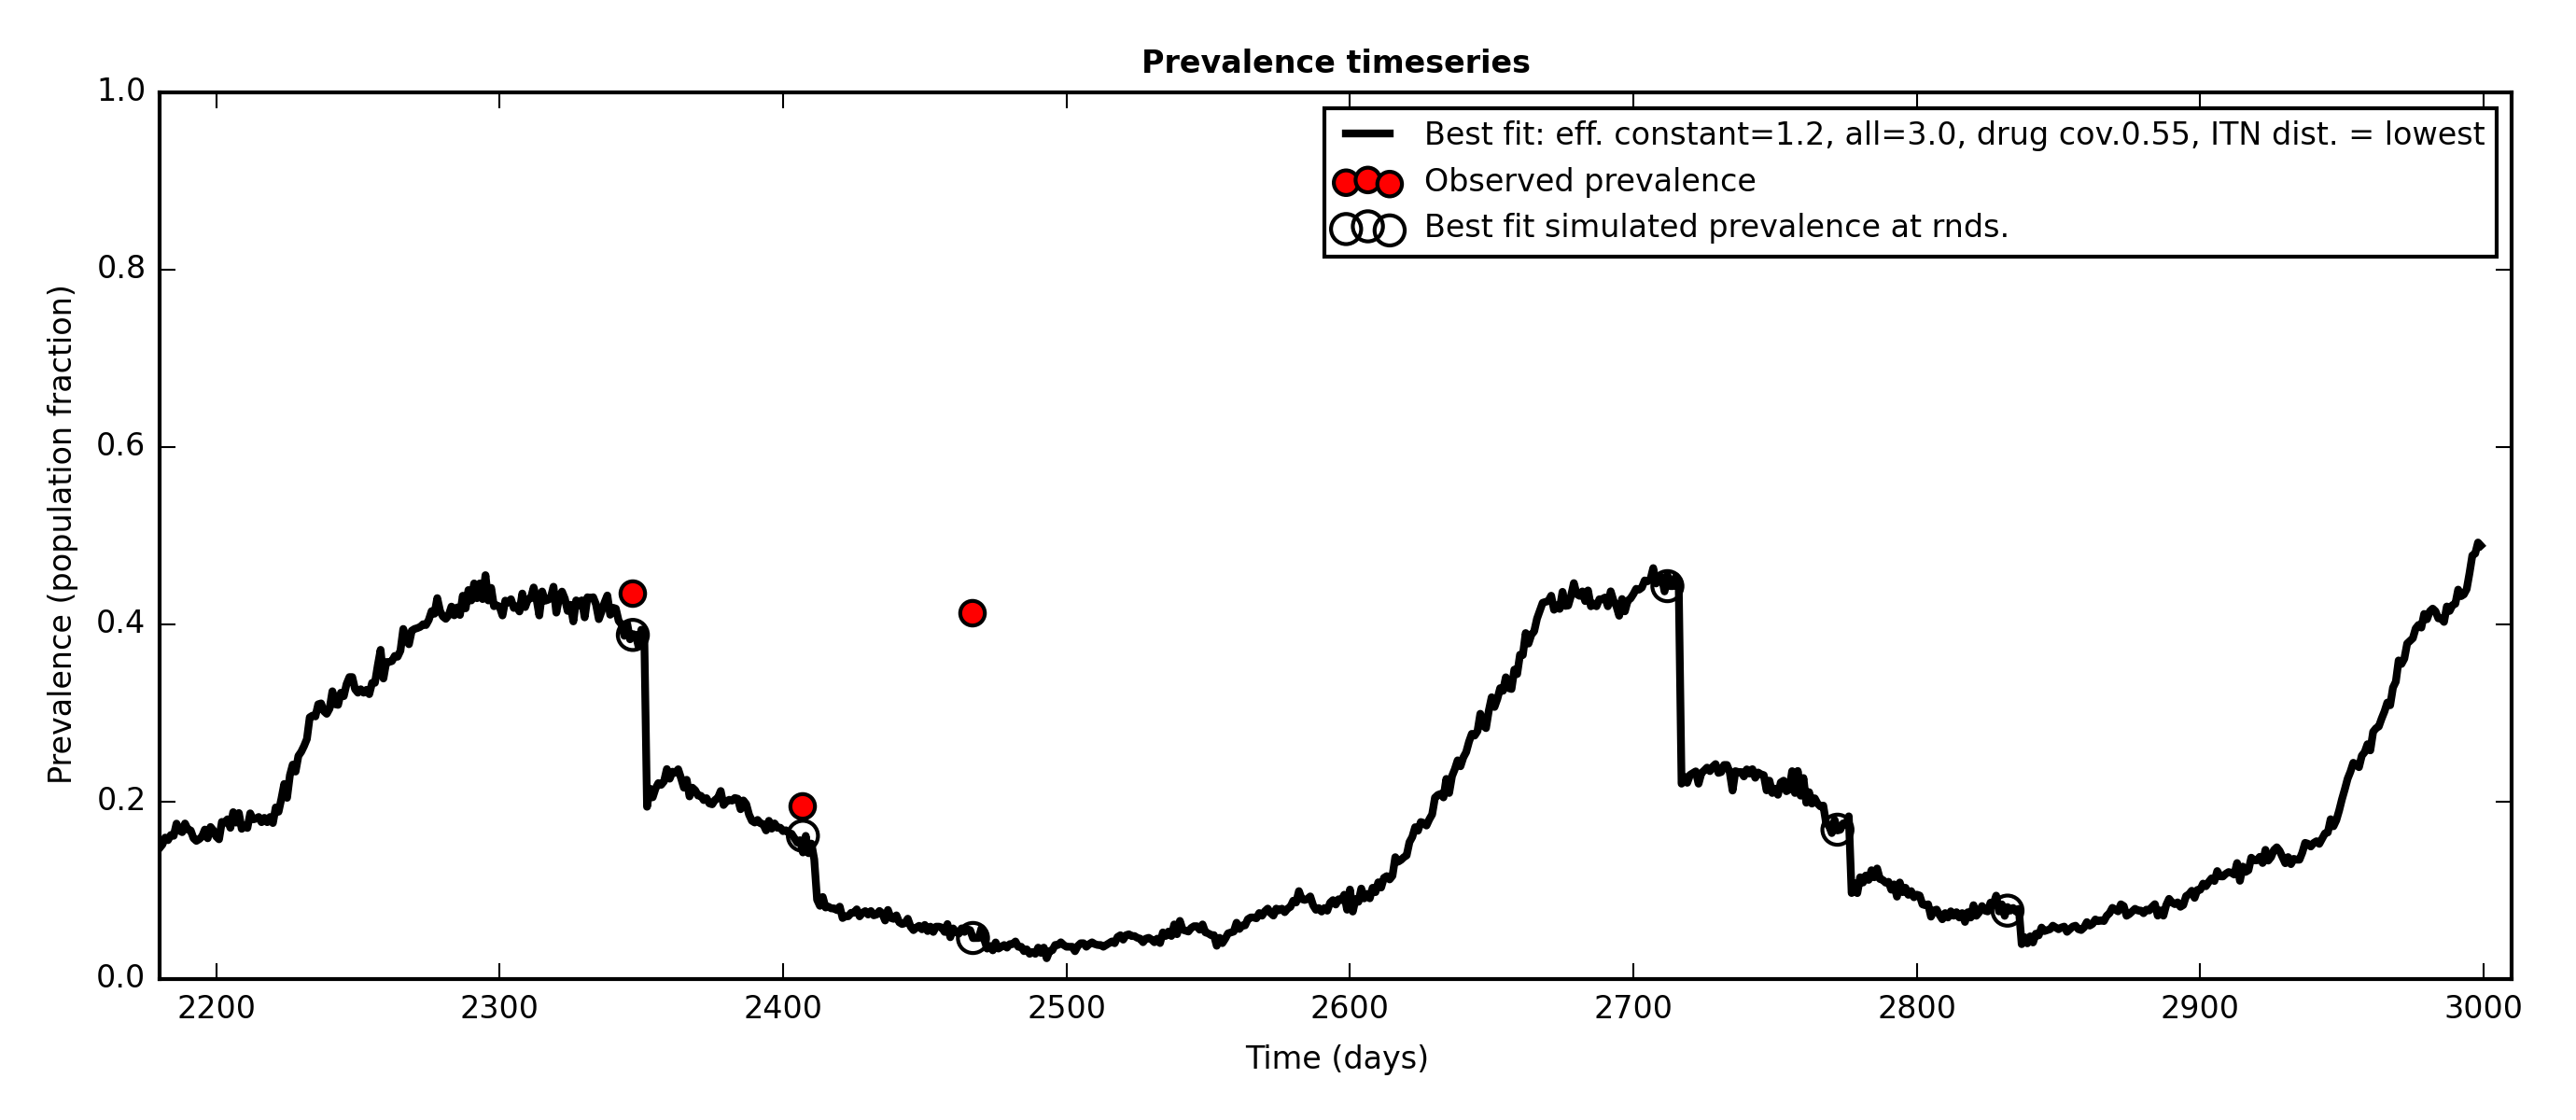 Prevalence timeseries
1.0
0.8
0.6
0.4
0.2
0.0
Prevalence (population fraction)
Best fit: eff. constant=1.2, all=3.0, drug cov.0.55, ITN dist. = lowest
Observed prevalence
Best fit simulated prevalence at rnds.
2200 2300 2400 2500 2600 2700 2800 2900 3000
Time (days)